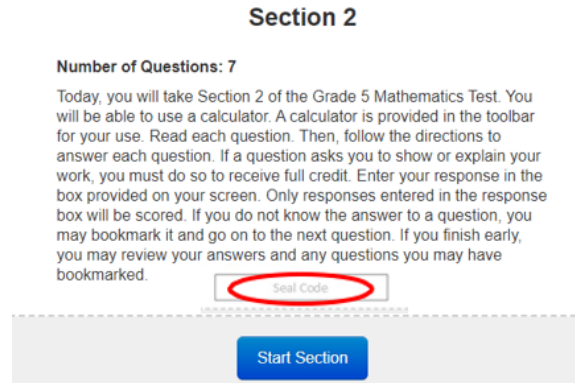 Section 2
Number of Questions: 7
Today, you will take Section 2 of the Grade 5 Mathematics Test. You
will be able to use a calculator. A calculator is provided in the toolbar
for your use. Read each question. Then, follow the directions to
answer each question. If a question asks you to show or explain your
work, you must do so to receive full credit. Enter your response in the
box provided on your screen. Only responses entered in the response
box will be scored. If you do not know the answer to a question, you
may bookmark it and go on to the next question. If you finish early,
you may review your answers and any questions you may have
bookmarked.
Seal Code
Start Section